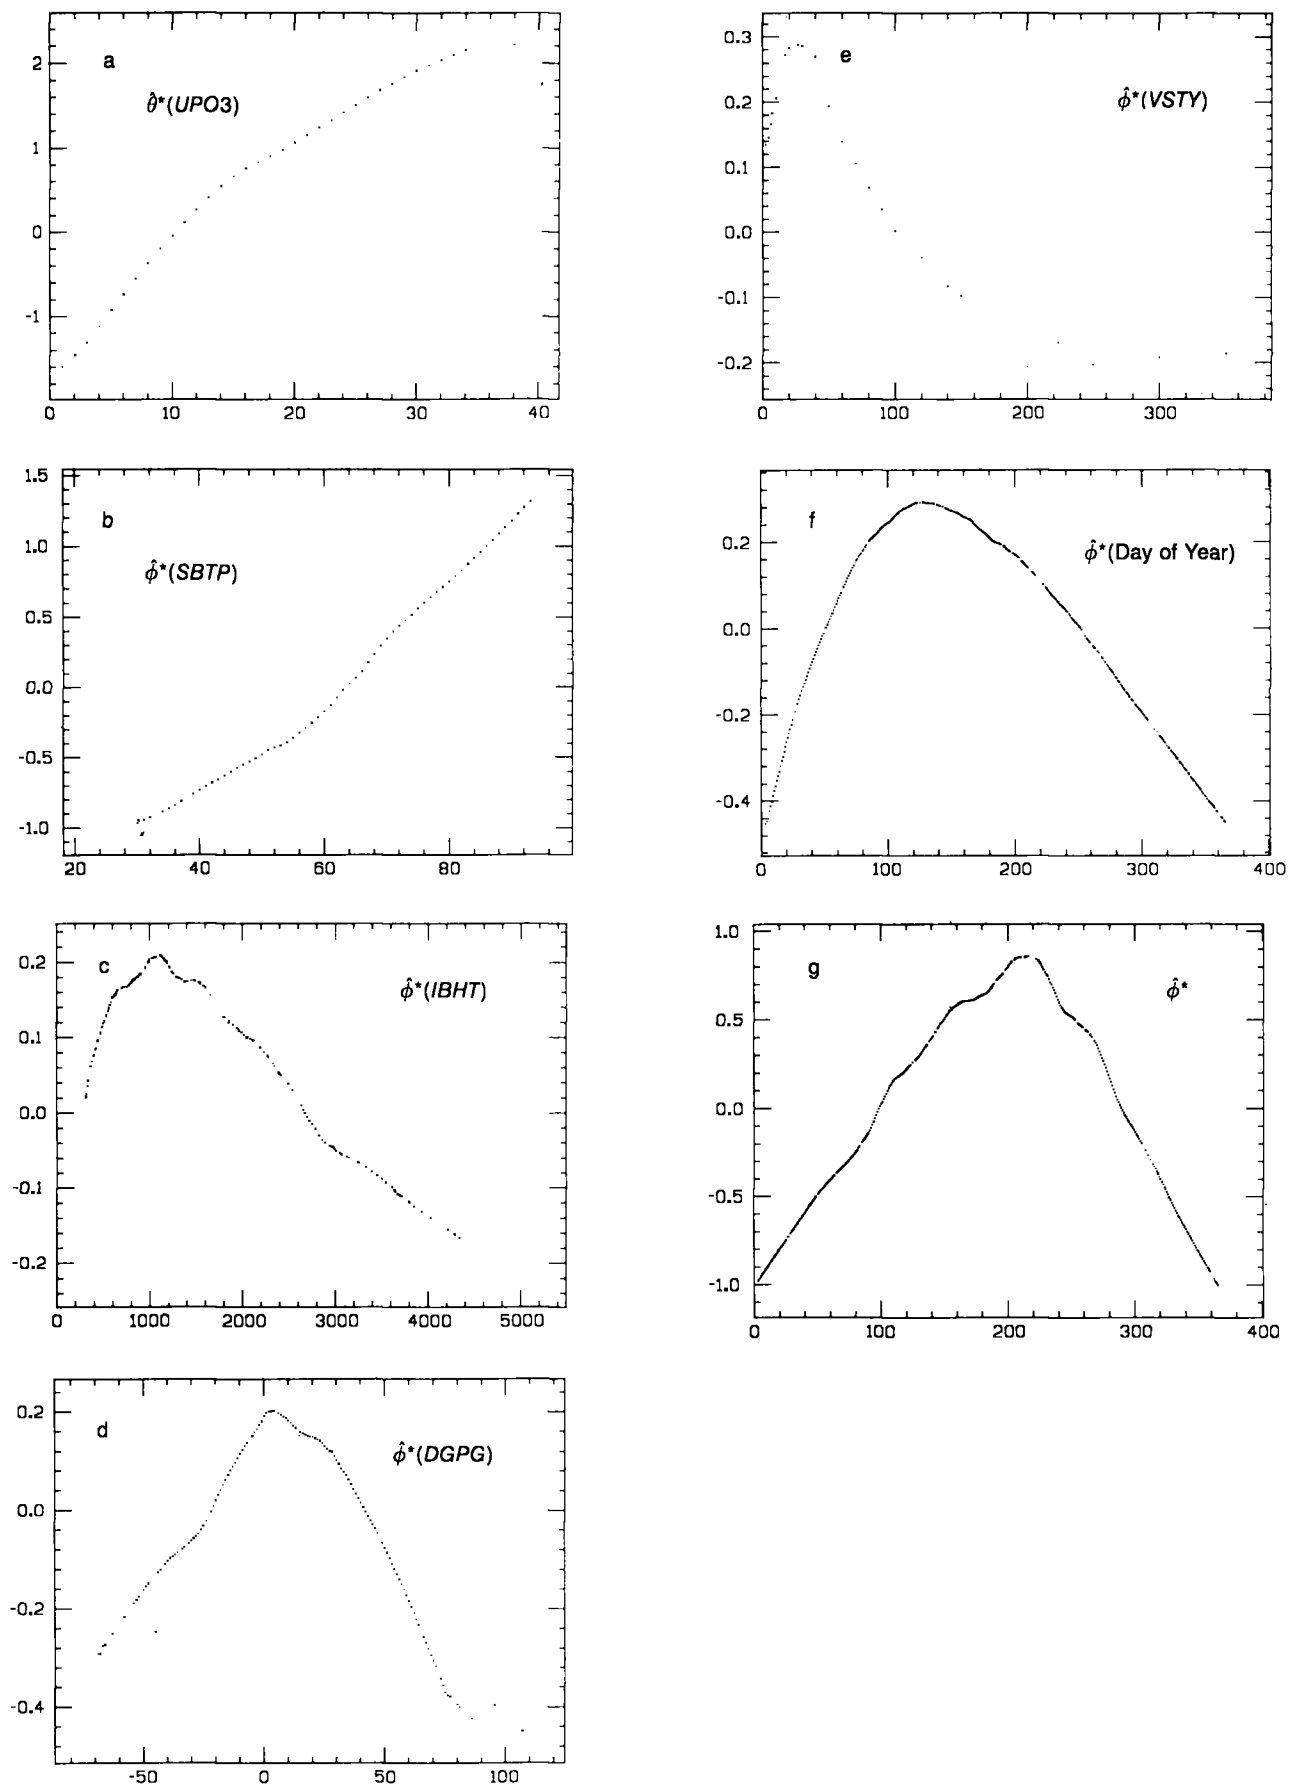 a
θ̂*(UPO3)
2
1
0
-1
0 10 20 30 40
b
ϕ̂*(SBTP)
1.5
1.0
0.5
0.0
-0.5
-1.0
20 40 60 80
c
ϕ̂*(IBHT)
0.2
0.1
0.0
-0.1
-0.2
0 1000 2000 3000 4000 5000
d
ϕ̂*(DGPG)
0.2
0.0
-0.2
-0.4
-50 0 50 100
e
ϕ̂*(VSTY)
0.3
0.2
0.1
0.0
-0.1
-0.2
0 100 200 300
f
ϕ̂*(Day of Year)
0.2
0.0
-0.2
-0.4
0 100 200 300 400
g
ϕ̂*
1.0
0.5
0.0
-0.5
-1.0
0 100 200 300 400